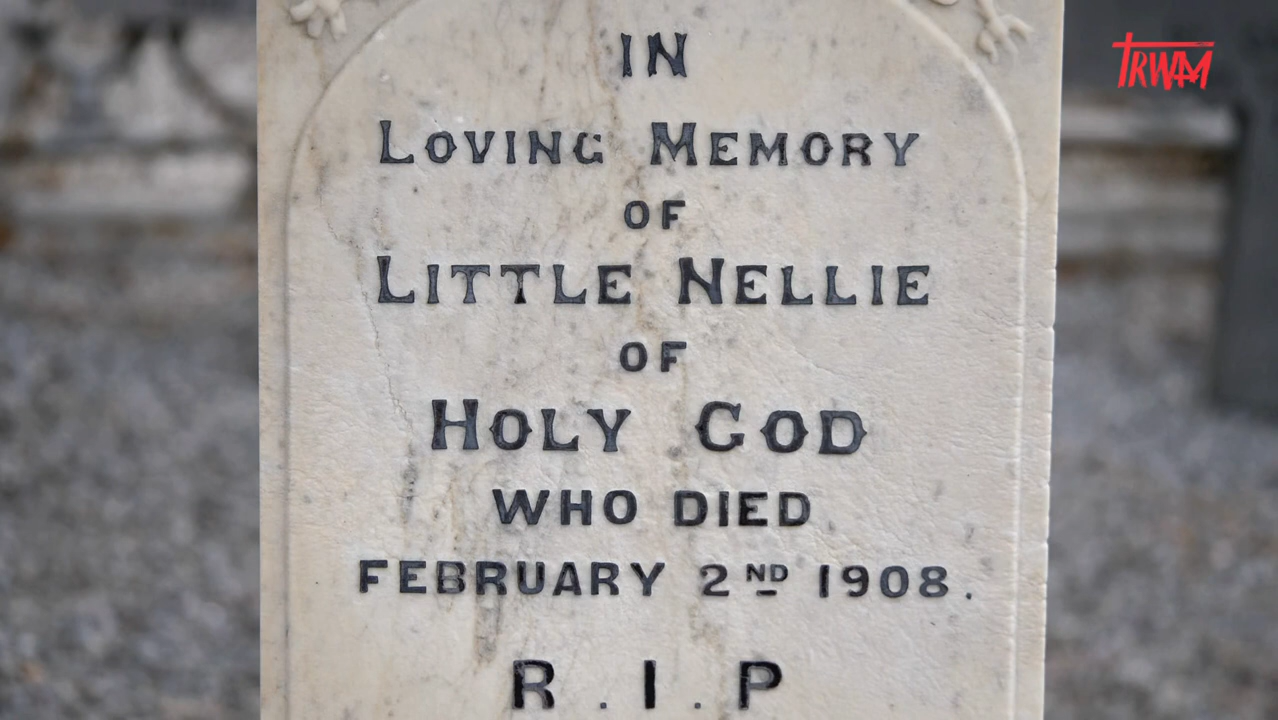 TRWAM
IN
LOVING MEMORY
OF
LITTLE NELLIE
OF
HOLY GOD
WHO DIED
FEBRUARY 2ND 1908.
R.I.P